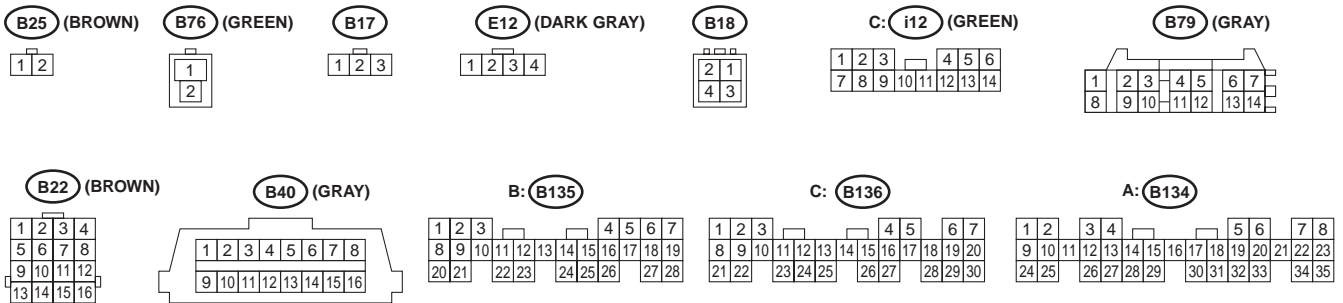 B25 (BROWN) B76 (GREEN) B17 E12 (DARK GRAY) B18 C: i12 (GREEN) B79 (GRAY)
1 2
1
2
1 2 3
1 2 3 4
2 1
4 3
1 2 3 4 5 6
7 8 9 10 11 12 13 14
1 2 3 4 5 6 7
8 9 10 11 12 13 14
B22 (BROWN) B40 (GRAY) B: B135 C: B136 A: B134
1 2 3 4
5 6 7 8
9 10 11 12
13 14 15 16
1 2 3 4 5 6 7 8
9 10 11 12 13 14 15 16
1 2 3 4 5 6 7
8 9 10 11 12 13 14 15 16 17 18 19
20 21 22 23 24 25 26 27 28
1 2 3 4 5 6 7
8 9 10 11 12 13 14 15 16 17 18 19 20
21 22 23 24 25 26 27 28 29 30
1 2 3 4 5 6 7 8
9 10 11 12 13 14 15 16 17 18 19 20 21 22 23
24 25 26 27 28 29 30 31 32 33 34 35